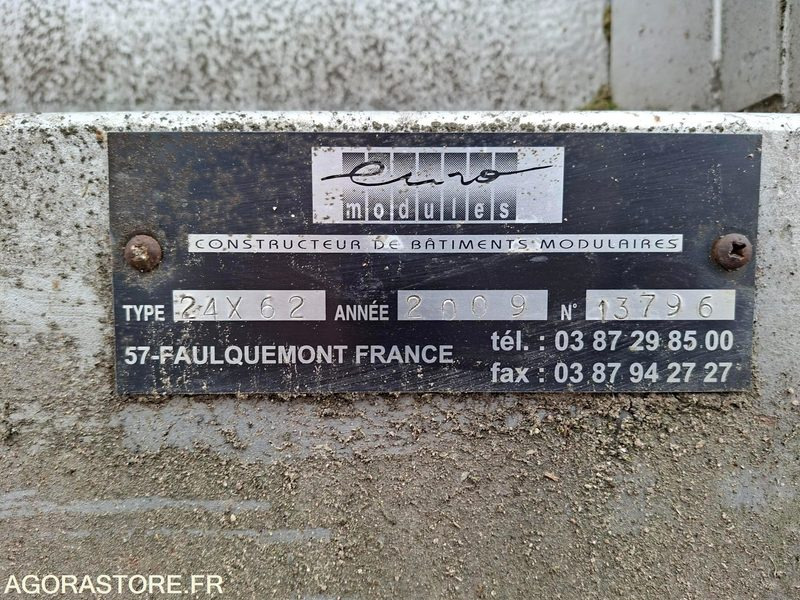 euro
modules
CONSTRUCTEUR DE BÂTIMENTS MODULAIRES
TYPE 24X62 ANNÉE 2009 N° 13796
57-FAULQUEMONT FRANCE
tél. : 03 87 29 85 00
fax : 03 87 94 27 27
AGORASTORE.FR